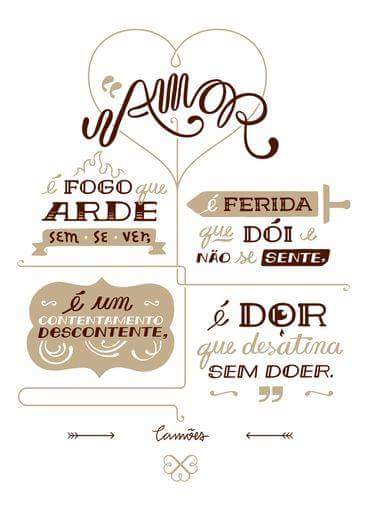 AMOR
é FOGO que
ARDE
SEM · SE · VER,
é FERIDA
que DÓI e
NÃO se SENTE,
é um
CONTENTAMENTO
DESCONTENTE,
é DOR
que desatina
SEM DOER.
”
Camões